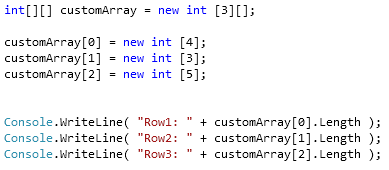 int[][] customArray = new int [3][];
customArray[0] = new int [4];
customArray[1] = new int [3];
customArray[2] = new int [5];
Console.WriteLine( "Row1: " + customArray[0].Length );
Console.WriteLine( "Row2: " + customArray[1].Length );
Console.WriteLine( "Row3: " + customArray[2].Length );